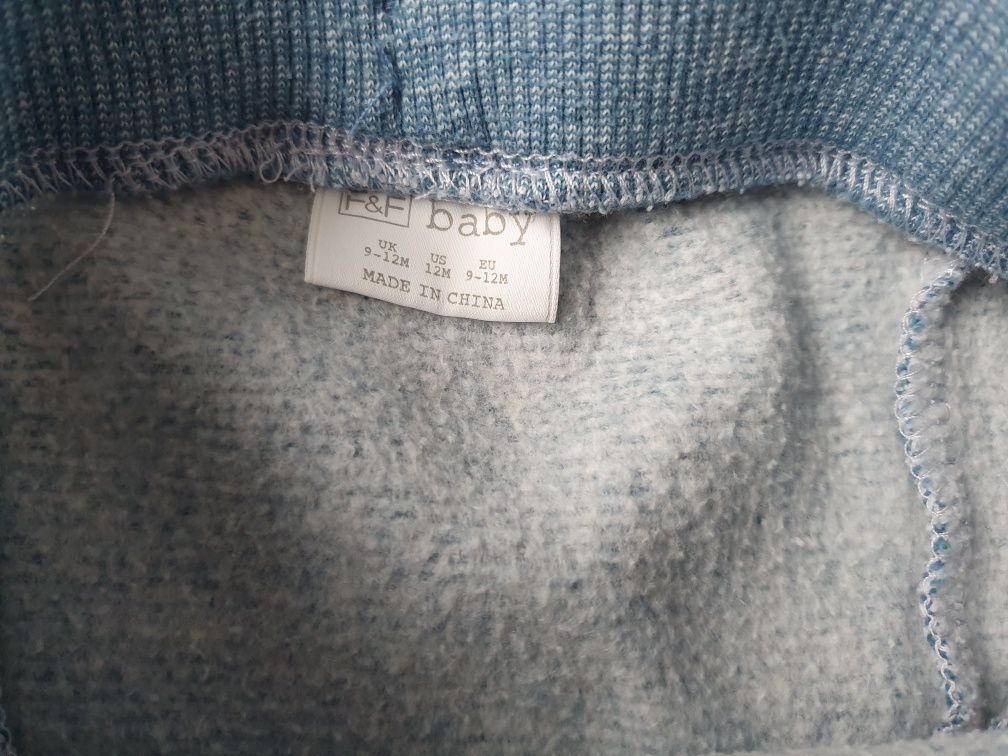 F&F baby
UK US EU
9-12M 12M 9-12M
MADE IN CHINA